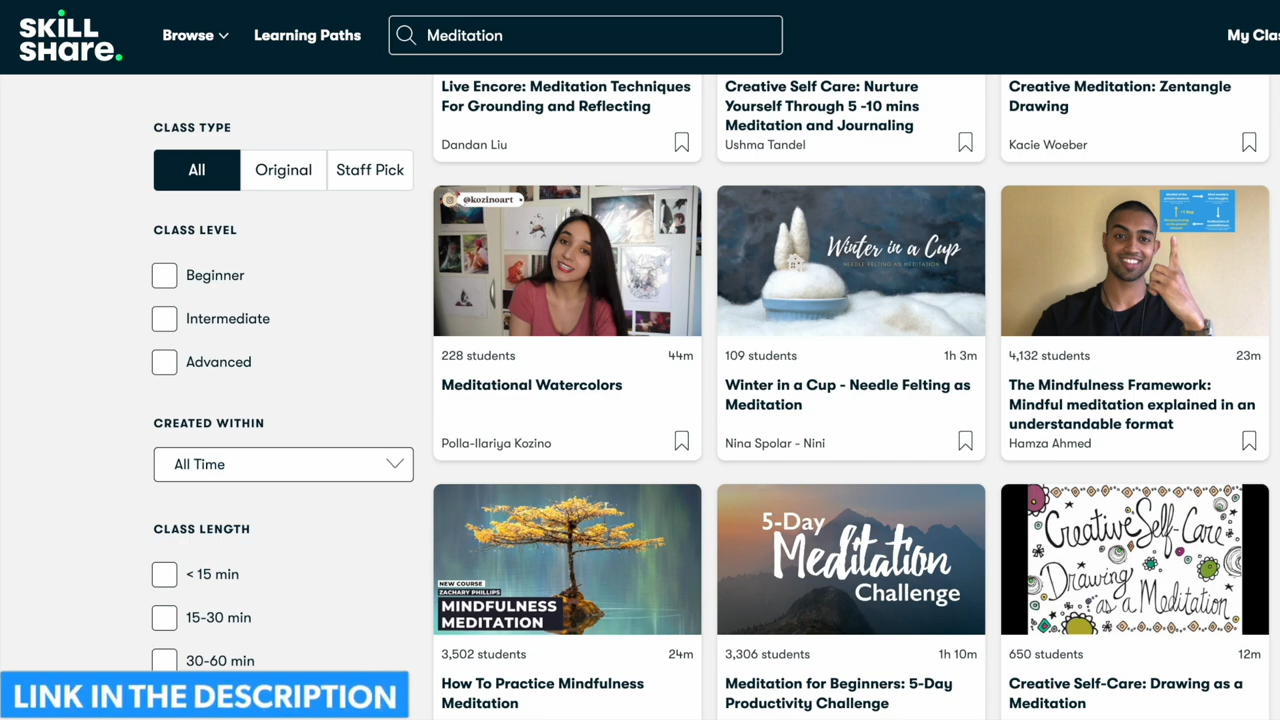 SKILL
SHARE.
Browse
Learning Paths
Meditation
My Clas
CLASS TYPE
All
Original
Staff Pick
CLASS LEVEL
Beginner
Intermediate
Advanced
CREATED WITHIN
All Time
CLASS LENGTH
< 15 min
15-30 min
30-60 min
LINK IN THE DESCRIPTION
Live Encore: Meditation Techniques
For Grounding and Reflecting
Dandan Liu
Creative Self Care: Nurture
Yourself Through 5 -10 mins
Meditation and Journaling
Ushma Tandel
Creative Meditation: Zentangle
Drawing
Kacie Woeber
@kozinoart
228 students
44m
Meditational Watercolors
Polla-Ilariya Kozino
Winter in a Cup
NEEDLE FELTING AS MEDITATION
109 students
1h 3m
Winter in a Cup - Needle Felting as
Meditation
Nina Spolar - Nini
4,132 students
23m
The Mindfulness Framework:
Mindful meditation explained in an
understandable format
Hamza Ahmed
NEW COURSE
ZACHARY PHILLIPS
MINDFULNESS
MEDITATION
3,502 students
24m
How To Practice Mindfulness
Meditation
5-Day
Meditation
Challenge
3,306 students
1h 10m
Meditation for Beginners: 5-Day
Productivity Challenge
Creative Self-Care:
Drawing
as a Meditation
650 students
12m
Creative Self-Care: Drawing as a
Meditation